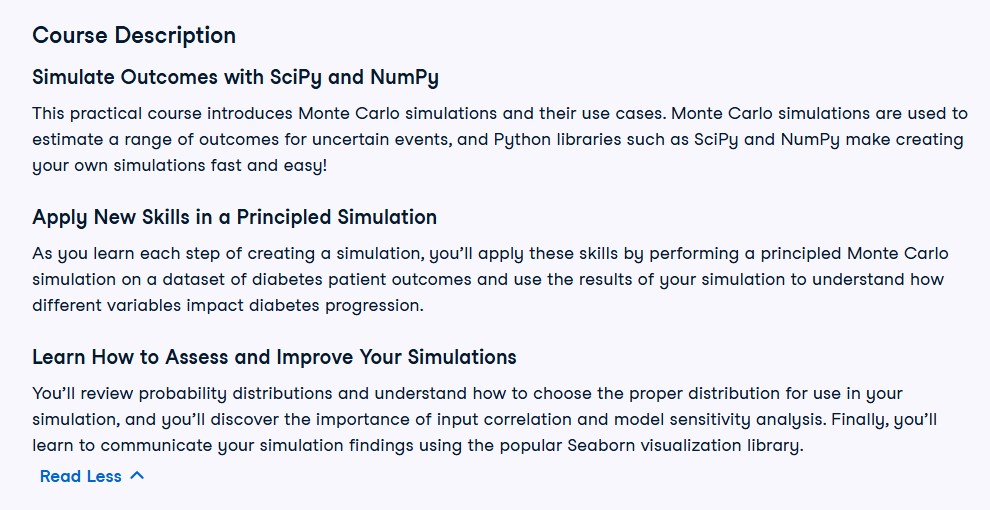 Course Description
Simulate Outcomes with SciPy and NumPy
This practical course introduces Monte Carlo simulations and their use cases. Monte Carlo simulations are used to
estimate a range of outcomes for uncertain events, and Python libraries such as SciPy and NumPy make creating
your own simulations fast and easy!
Apply New Skills in a Principled Simulation
As you learn each step of creating a simulation, you’ll apply these skills by performing a principled Monte Carlo
simulation on a dataset of diabetes patient outcomes and use the results of your simulation to understand how
different variables impact diabetes progression.
Learn How to Assess and Improve Your Simulations
You’ll review probability distributions and understand how to choose the proper distribution for use in your
simulation, and you’ll discover the importance of input correlation and model sensitivity analysis. Finally, you’ll
learn to communicate your simulation findings using the popular Seaborn visualization library.
Read Less